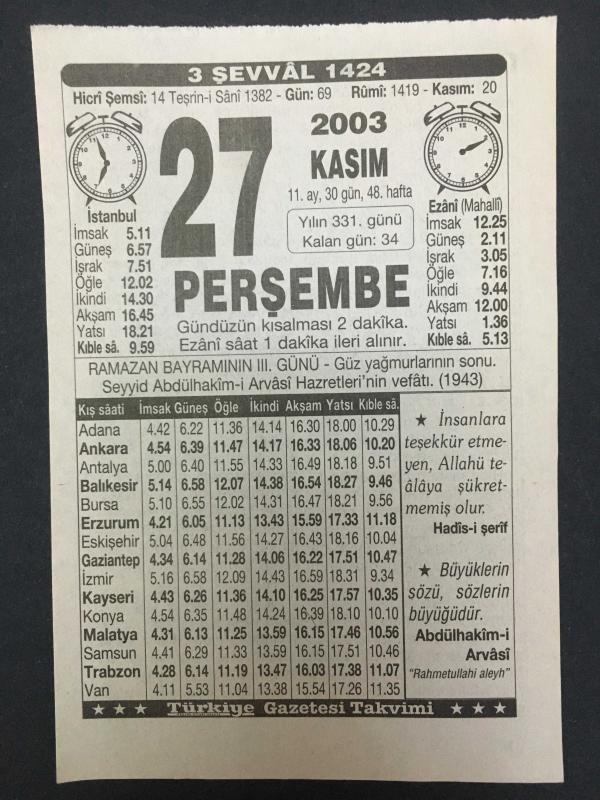 3 ŞEVVÂL 1424
Hicrî Şemsî: 14 Teşrin-i Sânî 1382 - Gün: 69 Rûmî: 1419 - Kasım: 20
27
2003
KASIM
11. ay, 30 gün, 48. hafta
Yılın 331. günü
Kalan gün: 34
PERŞEMBE
Gündüzün kısalması 2 dakîka.
Ezânî sâat 1 dakîka ileri alınır.
İstanbul
İmsak 5.11
Güneş 6.57
İşrak 7.51
Öğle 12.02
İkindi 14.30
Akşam 16.45
Yatsı 18.21
Kıble sâ. 9.59
Ezânî (Mahallî)
İmsak 12.25
Güneş 2.11
İşrak 3.05
Öğle 7.16
İkindi 9.44
Akşam 12.00
Yatsı 1.36
Kıble sâ. 5.13
RAMAZAN BAYRAMININ III. GÜNÜ - Güz yağmurlarının sonu.
Seyyid Abdülhakîm-i Arvâsî Hazretleri'nin vefâtı. (1943)
Kış sâati İmsak Güneş Öğle İkindi Akşam Yatsı Kıble sâ.
Adana 4.42 6.22 11.36 14.14 16.30 18.00 10.29
Ankara 4.54 6.39 11.47 14.17 16.33 18.06 10.20
Antalya 5.00 6.40 11.55 14.33 16.49 18.18 9.51
Balıkesir 5.14 6.58 12.07 14.38 16.54 18.27 9.46
Bursa 5.10 6.55 12.02 14.31 16.47 18.21 9.56
Erzurum 4.21 6.05 11.13 13.43 15.59 17.33 11.18
Eskişehir 5.04 6.48 11.56 14.27 16.43 18.16 10.04
Gaziantep 4.34 6.14 11.28 14.06 16.22 17.51 10.47
İzmir 5.16 6.58 12.09 14.43 16.59 18.31 9.34
Kayseri 4.43 6.26 11.36 14.10 16.25 17.57 10.35
Konya 4.54 6.35 11.48 14.24 16.39 18.10 10.10
Malatya 4.31 6.13 11.25 13.59 16.15 17.46 10.56
Samsun 4.41 6.29 11.33 13.59 16.15 17.51 10.46
Trabzon 4.28 6.14 11.19 13.47 16.03 17.38 11.07
Van 4.11 5.53 11.04 13.38 15.54 17.26 11.35
★ İnsanlara
teşekkür etme-
yen, Allahü te-
âlâya şükret-
memiş olur.
Hadîs-i şerîf
★ Büyüklerin
sözü, sözlerin
büyüğüdür.
Abdülhakîm-i
Arvâsî
"Rahmetullahi aleyh"
★ ★ ★ Türkiye Gazetesi Takvimi ★ ★ ★